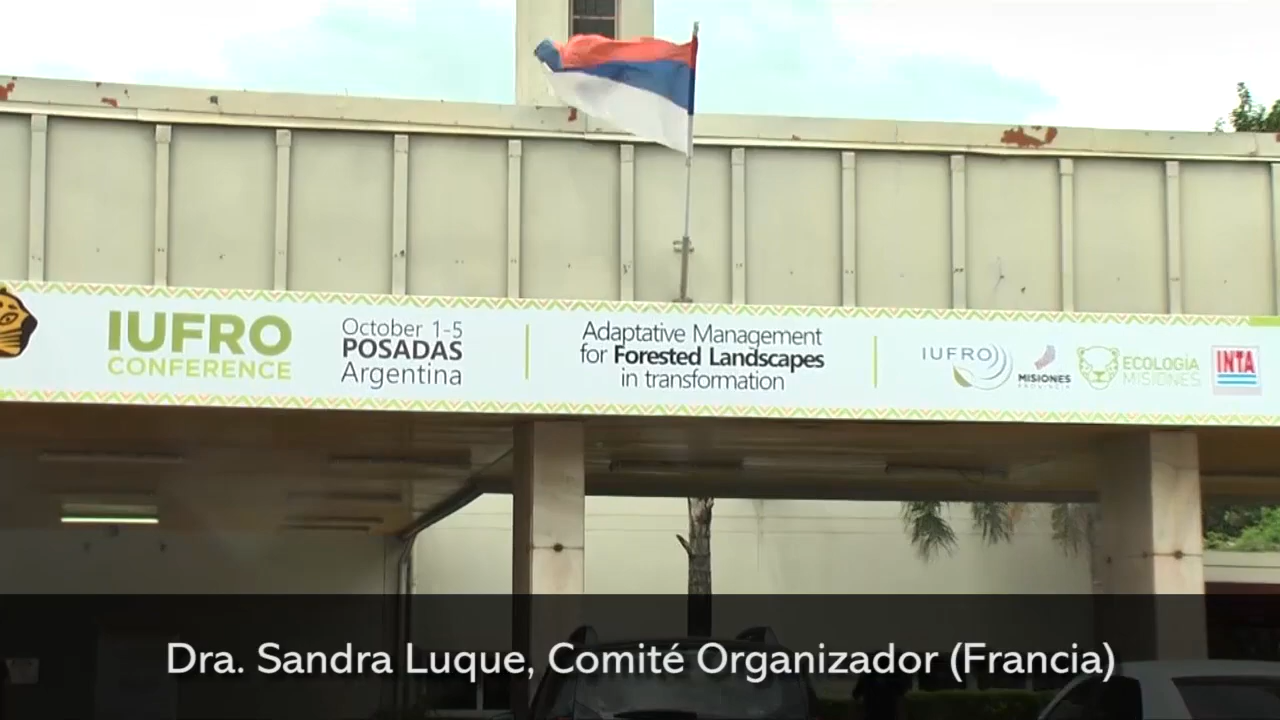 IUFRO
CONFERENCE
October 1-5
POSADAS
Argentina
Adaptative Management
for Forested Landscapes
in transformation
IUFRO
MISIONES
PROVINCIA
ECOLOGÍA
MISIONES
INTA
Dra. Sandra Luque, Comité Organizador (Francia)